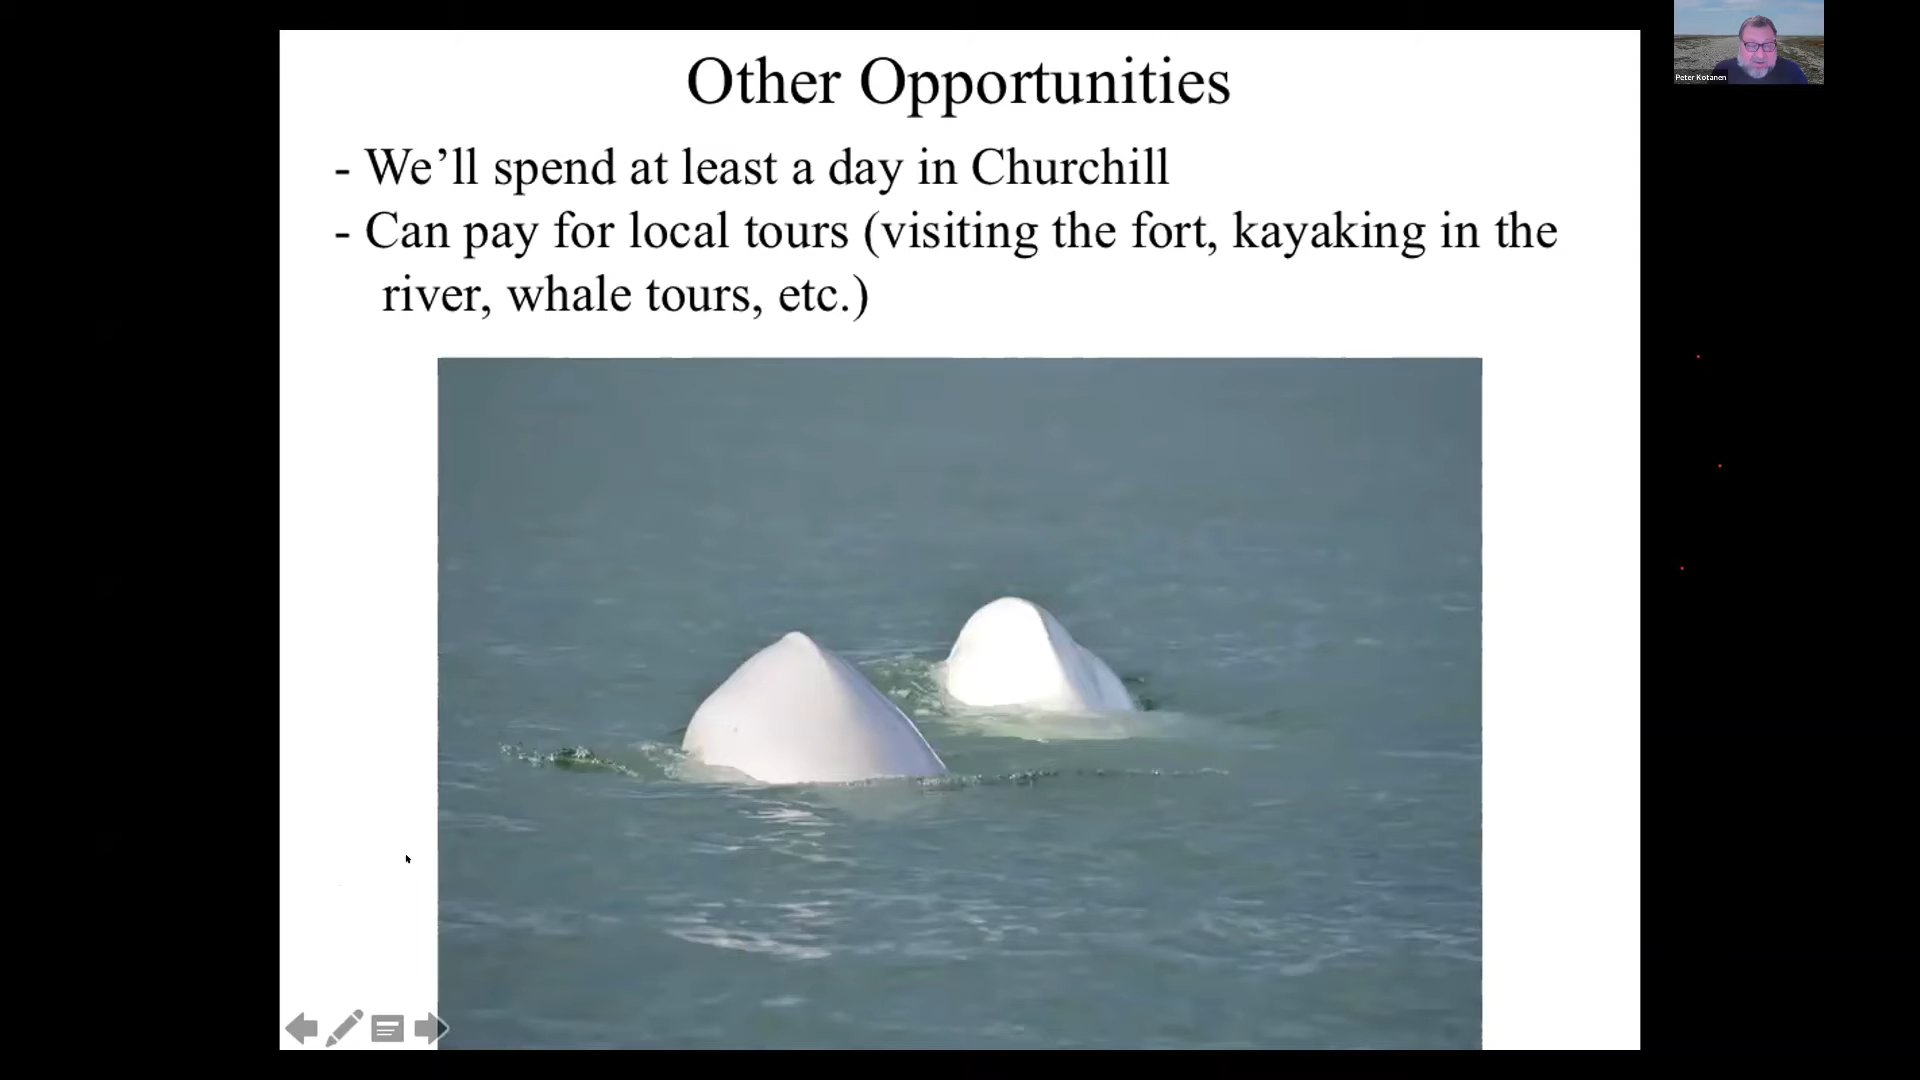 Other Opportunities
- We’ll spend at least a day in Churchill
- Can pay for local tours (visiting the fort, kayaking in the
river, whale tours, etc.)
Peter Kotanen